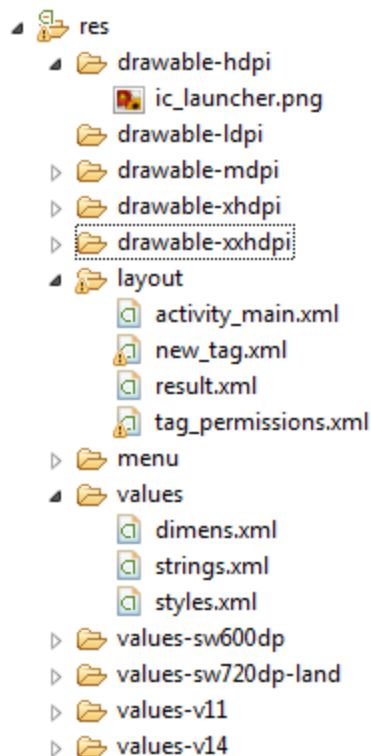 res
drawable-hdpi
ic_launcher.png
drawable-ldpi
drawable-mdpi
drawable-xhdpi
drawable-xxhdpi
layout
activity_main.xml
new_tag.xml
result.xml
tag_permissions.xml
menu
values
dimens.xml
strings.xml
styles.xml
values-sw600dp
values-sw720dp-land
values-v11
values-v14